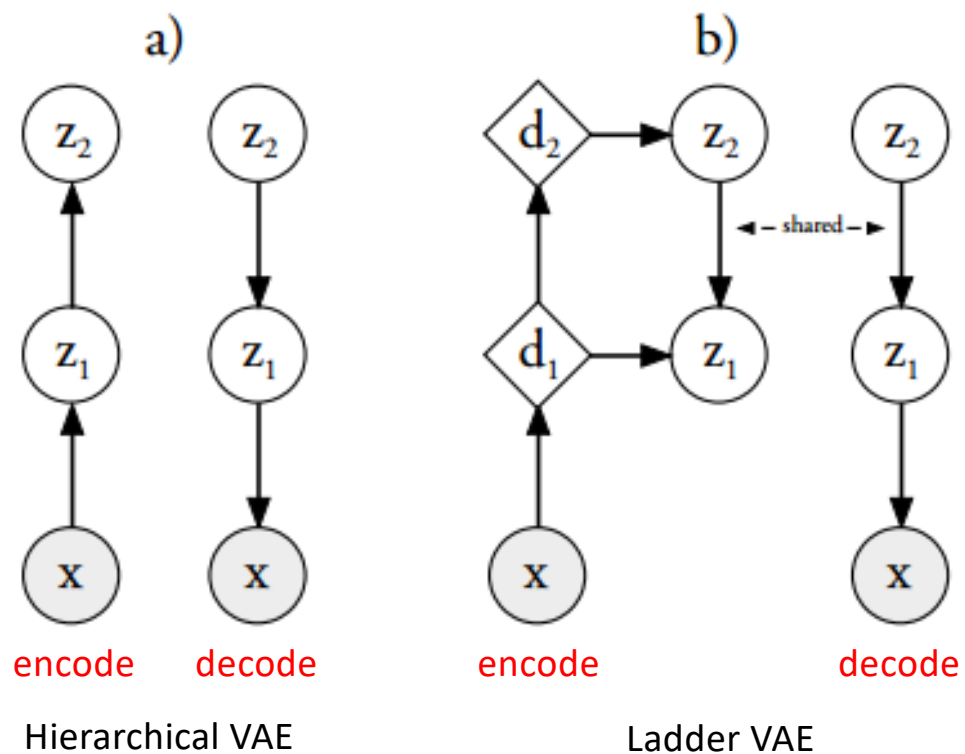 a) b)
z₂ z₂ d₂ z₂ z₂
◄ – shared – ►
z₁ z₁ d₁ z₁ z₁
x x x x
encode decode encode decode
Hierarchical VAE Ladder VAE